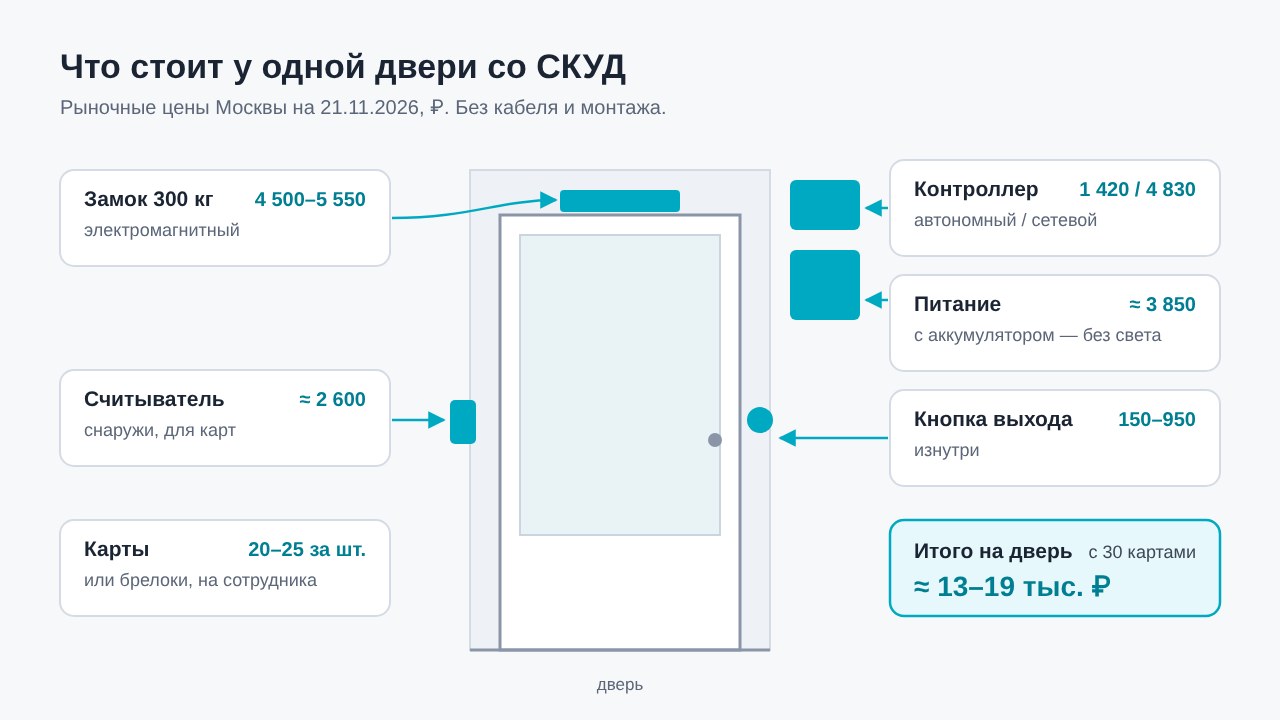 Что стоит у одной двери со СКУД
Рыночные цены Москвы на 21.11.2026, ₽. Без кабеля и монтажа.
Замок 300 кг 4 500–5 550
электромагнитный
Считыватель ≈ 2 600
снаружи, для карт
Карты 20–25 за шт.
или брелоки, на сотрудника
Контроллер 1 420 / 4 830
автономный / сетевой
Питание ≈ 3 850
с аккумулятором — без света
Кнопка выхода 150–950
изнутри
Итого на дверь с 30 картами
≈ 13–19 тыс. ₽
дверь